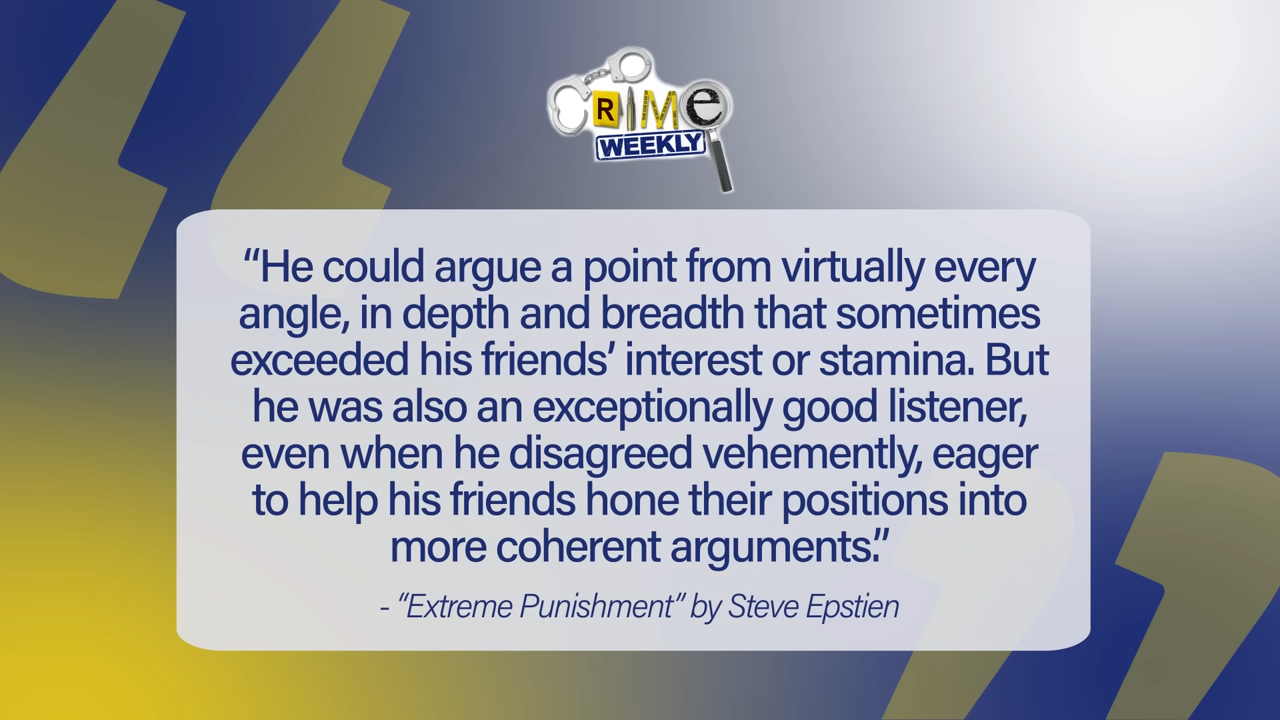 CRIMe
WEEKLY
“He could argue a point from virtually every
angle, in depth and breadth that sometimes
exceeded his friends’ interest or stamina. But
he was also an exceptionally good listener,
even when he disagreed vehemently, eager
to help his friends hone their positions into
more coherent arguments.”
- “Extreme Punishment” by Steve Epstien